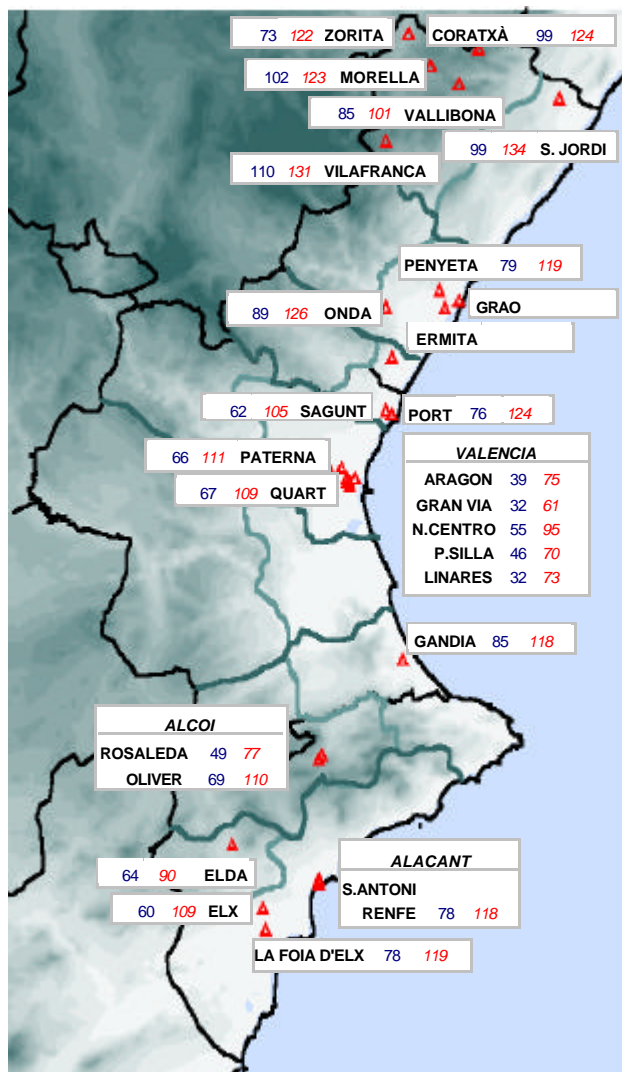 73 122 ZORITA
CORATXÀ 99 124
102 123 MORELLA
85 101 VALLIBONA
99 134 S. JORDI
110 131 VILAFRANCA
PENYETA 79 119
89 126 ONDA
GRAO
ERMITA
62 105 SAGUNT
PORT 76 124
66 111 PATERNA
67 109 QUART
VALENCIA
ARAGON 39 75
GRAN VIA 32 61
N.CENTRO 55 95
P.SILLA 46 70
LINARES 32 73
GANDIA 85 118
ALCOI
ROSALEDA 49 77
OLIVER 69 110
64 90 ELDA
60 109 ELX
ALACANT
S.ANTONI
RENFE 78 118
LA FOIA D'ELX 78 119